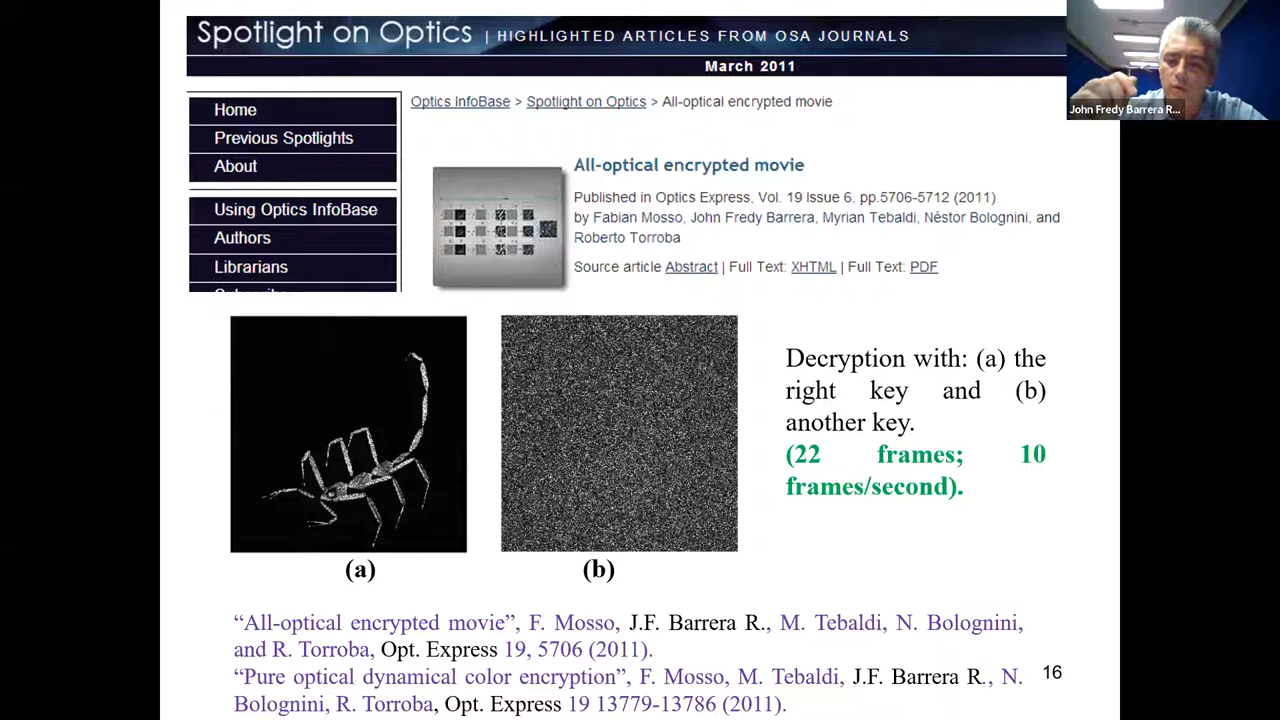 Spotlight on Optics | HIGHLIGHTED ARTICLES FROM OSA JOURNALS
March 2011
John Fredy Barrera R...
Home
Previous Spotlights
About
Using Optics InfoBase
Authors
Librarians
Optics InfoBase > Spotlight on Optics > All-optical encrypted movie
All-optical encrypted movie
Published in Optics Express, Vol. 19 Issue 6, pp.5706-5712 (2011)
by Fabian Mosso, John Fredy Barrera, Myrian Tebaldi, Néstor Bolognini, and
Roberto Torroba
Source article Abstract | Full Text: XHTML | Full Text: PDF
(a)
(b)
Decryption with: (a) the
right key and (b)
another key.
(22 frames; 10
frames/second).
“All-optical encrypted movie”, F. Mosso, J.F. Barrera R., M. Tebaldi, N. Bolognini,
and R. Torroba, Opt. Express 19, 5706 (2011).
“Pure optical dynamical color encryption”, F. Mosso, M. Tebaldi, J.F. Barrera R., N.
Bolognini, R. Torroba, Opt. Express 19 13779-13786 (2011).
16